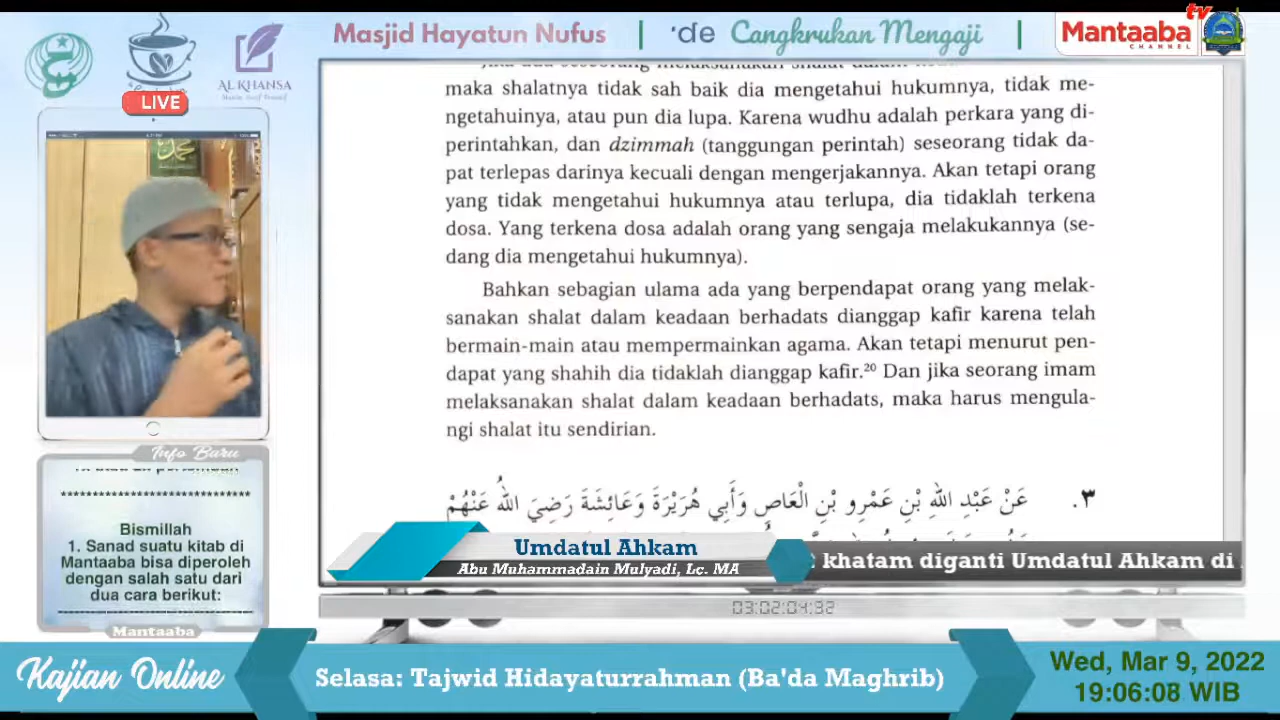 Masjid Hayatun Nufus | 'de Cangkrukan Mengaji |
Mantaaba tv
CHANNEL
AL KHANSA
LIVE
maka shalatnya tidak sah baik dia mengetahui hukumnya, tidak me-
ngetahuinya, atau pun dia lupa. Karena wudhu adalah perkara yang di-
perintahkan, dan dzimmah (tanggungan perintah) seseorang tidak da-
pat terlepas darinya kecuali dengan mengerjakannya. Akan tetapi orang
yang tidak mengetahui hukumnya atau terlupa, dia tidaklah terkena
dosa. Yang terkena dosa adalah orang yang sengaja melakukannya (se-
dang dia mengetahui hukumnya).
Bahkan sebagian ulama ada yang berpendapat orang yang melak-
sanakan shalat dalam keadaan berhadats dianggap kafir karena telah
bermain-main atau mempermainkan agama. Akan tetapi menurut pen-
dapat yang shahih dia tidaklah dianggap kafir.²⁰ Dan jika seorang imam
melaksanakan shalat dalam keadaan berhadats, maka harus mengula-
ngi shalat itu sendirian.
٣. عَنْ عَبْدِ اللهِ بْنِ عَمْرِو بْنِ الْعَاصِ وَأَبِي هُرَيْرَةَ وَعَائِشَةَ رَضِيَ اللهُ عَنْهُمْ
Info Baru
******************************
Bismillah
1. Sanad suatu kitab di
Mantaaba bisa diperoleh
dengan salah satu dari
dua cara berikut:
Mantaaba
Umdatul Ahkam
Abu Muhammadain Mulyadi, Lc. MA
khatam diganti Umdatul Ahkam di
03:02:04:32
Kajian Online
Selasa: Tajwid Hidayaturrahman (Ba'da Maghrib)
Wed, Mar 9, 2022
19:06:08 WIB